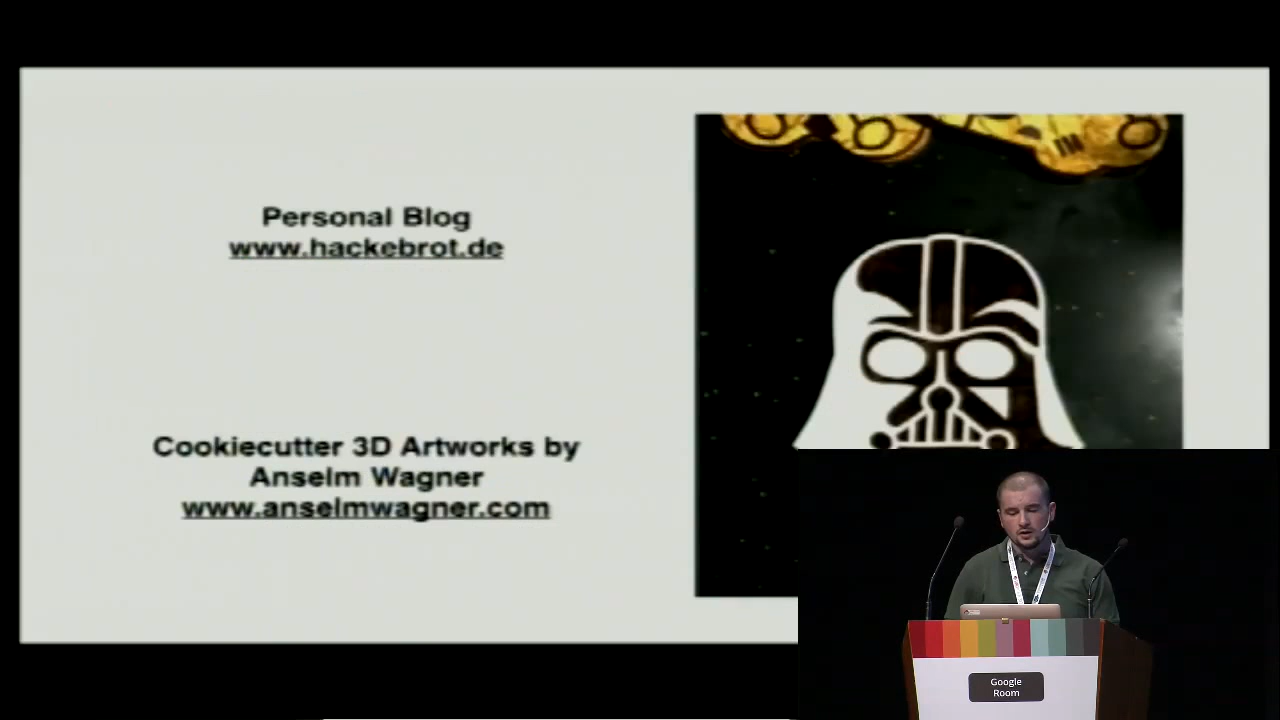 Personal Blog
www.hackebrot.de
Cookiecutter 3D Artworks by
Anselm Wagner
www.anselmwagner.com
Google
Room